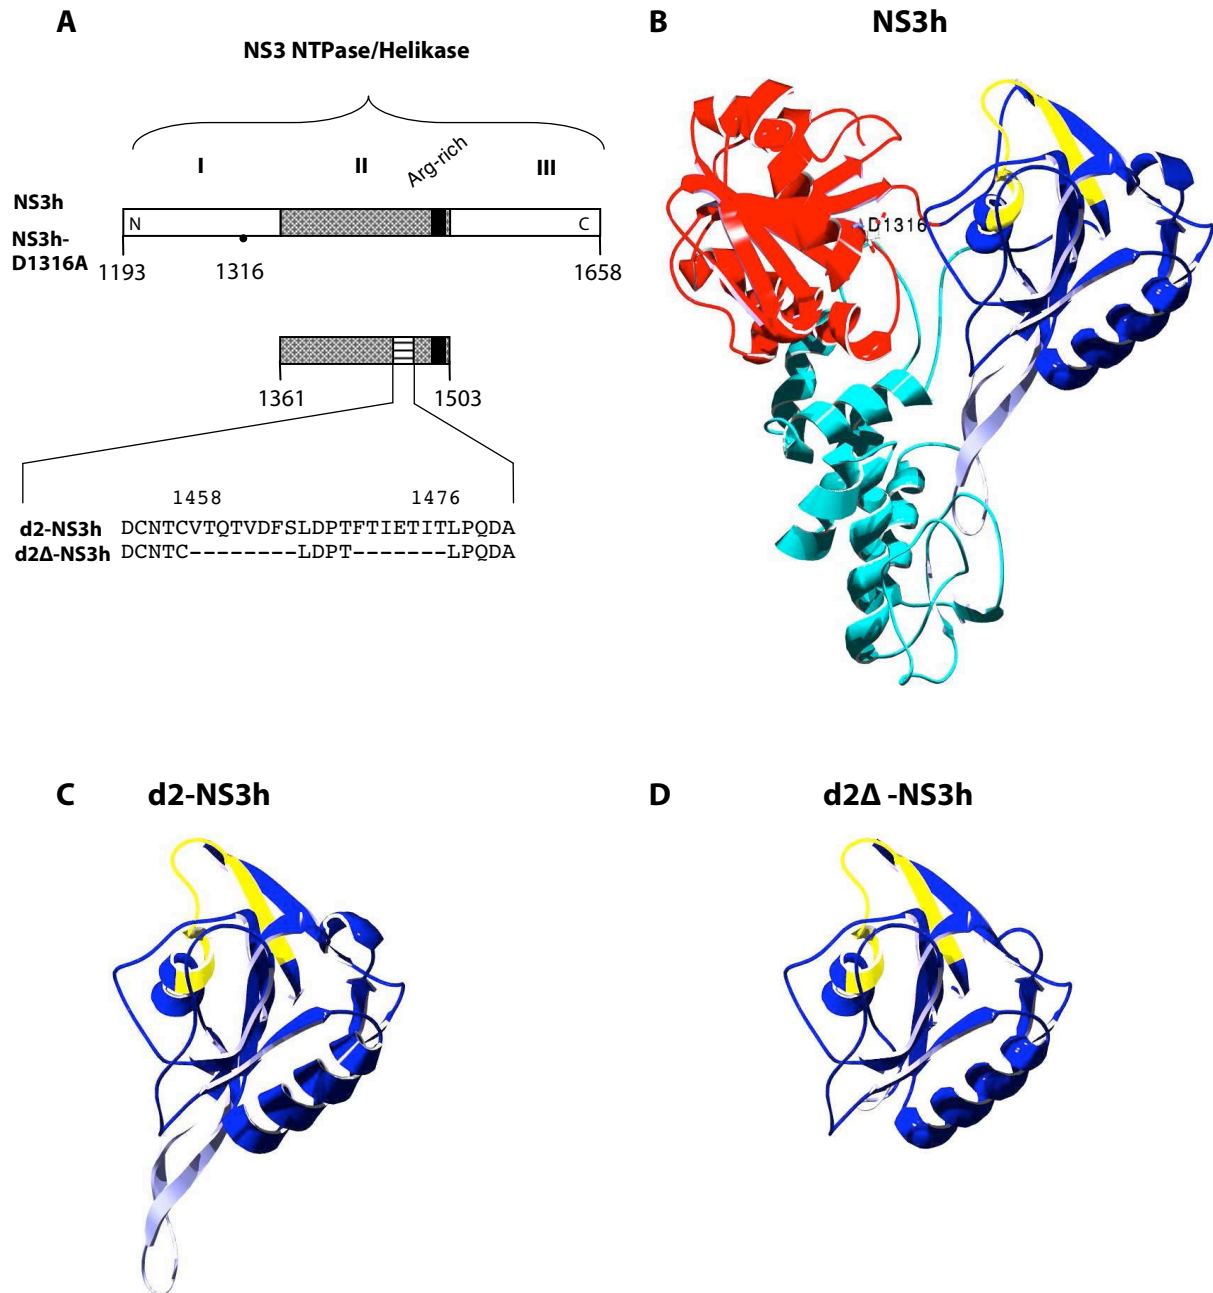 A
NS3 NTPase/Helikase
I II Arg-rich III
NS3h
N C
NS3h-
D1316A
1193 1316 1658
1361 1503
1458 1476
d2-NS3h DCNTCVTQTVDFSLDPTFTIETITLPQDA
d2Δ-NS3h DCNTC--------LDPT-------LPQDA
B NS3h
D1316
C d2-NS3h
D d2Δ -NS3h